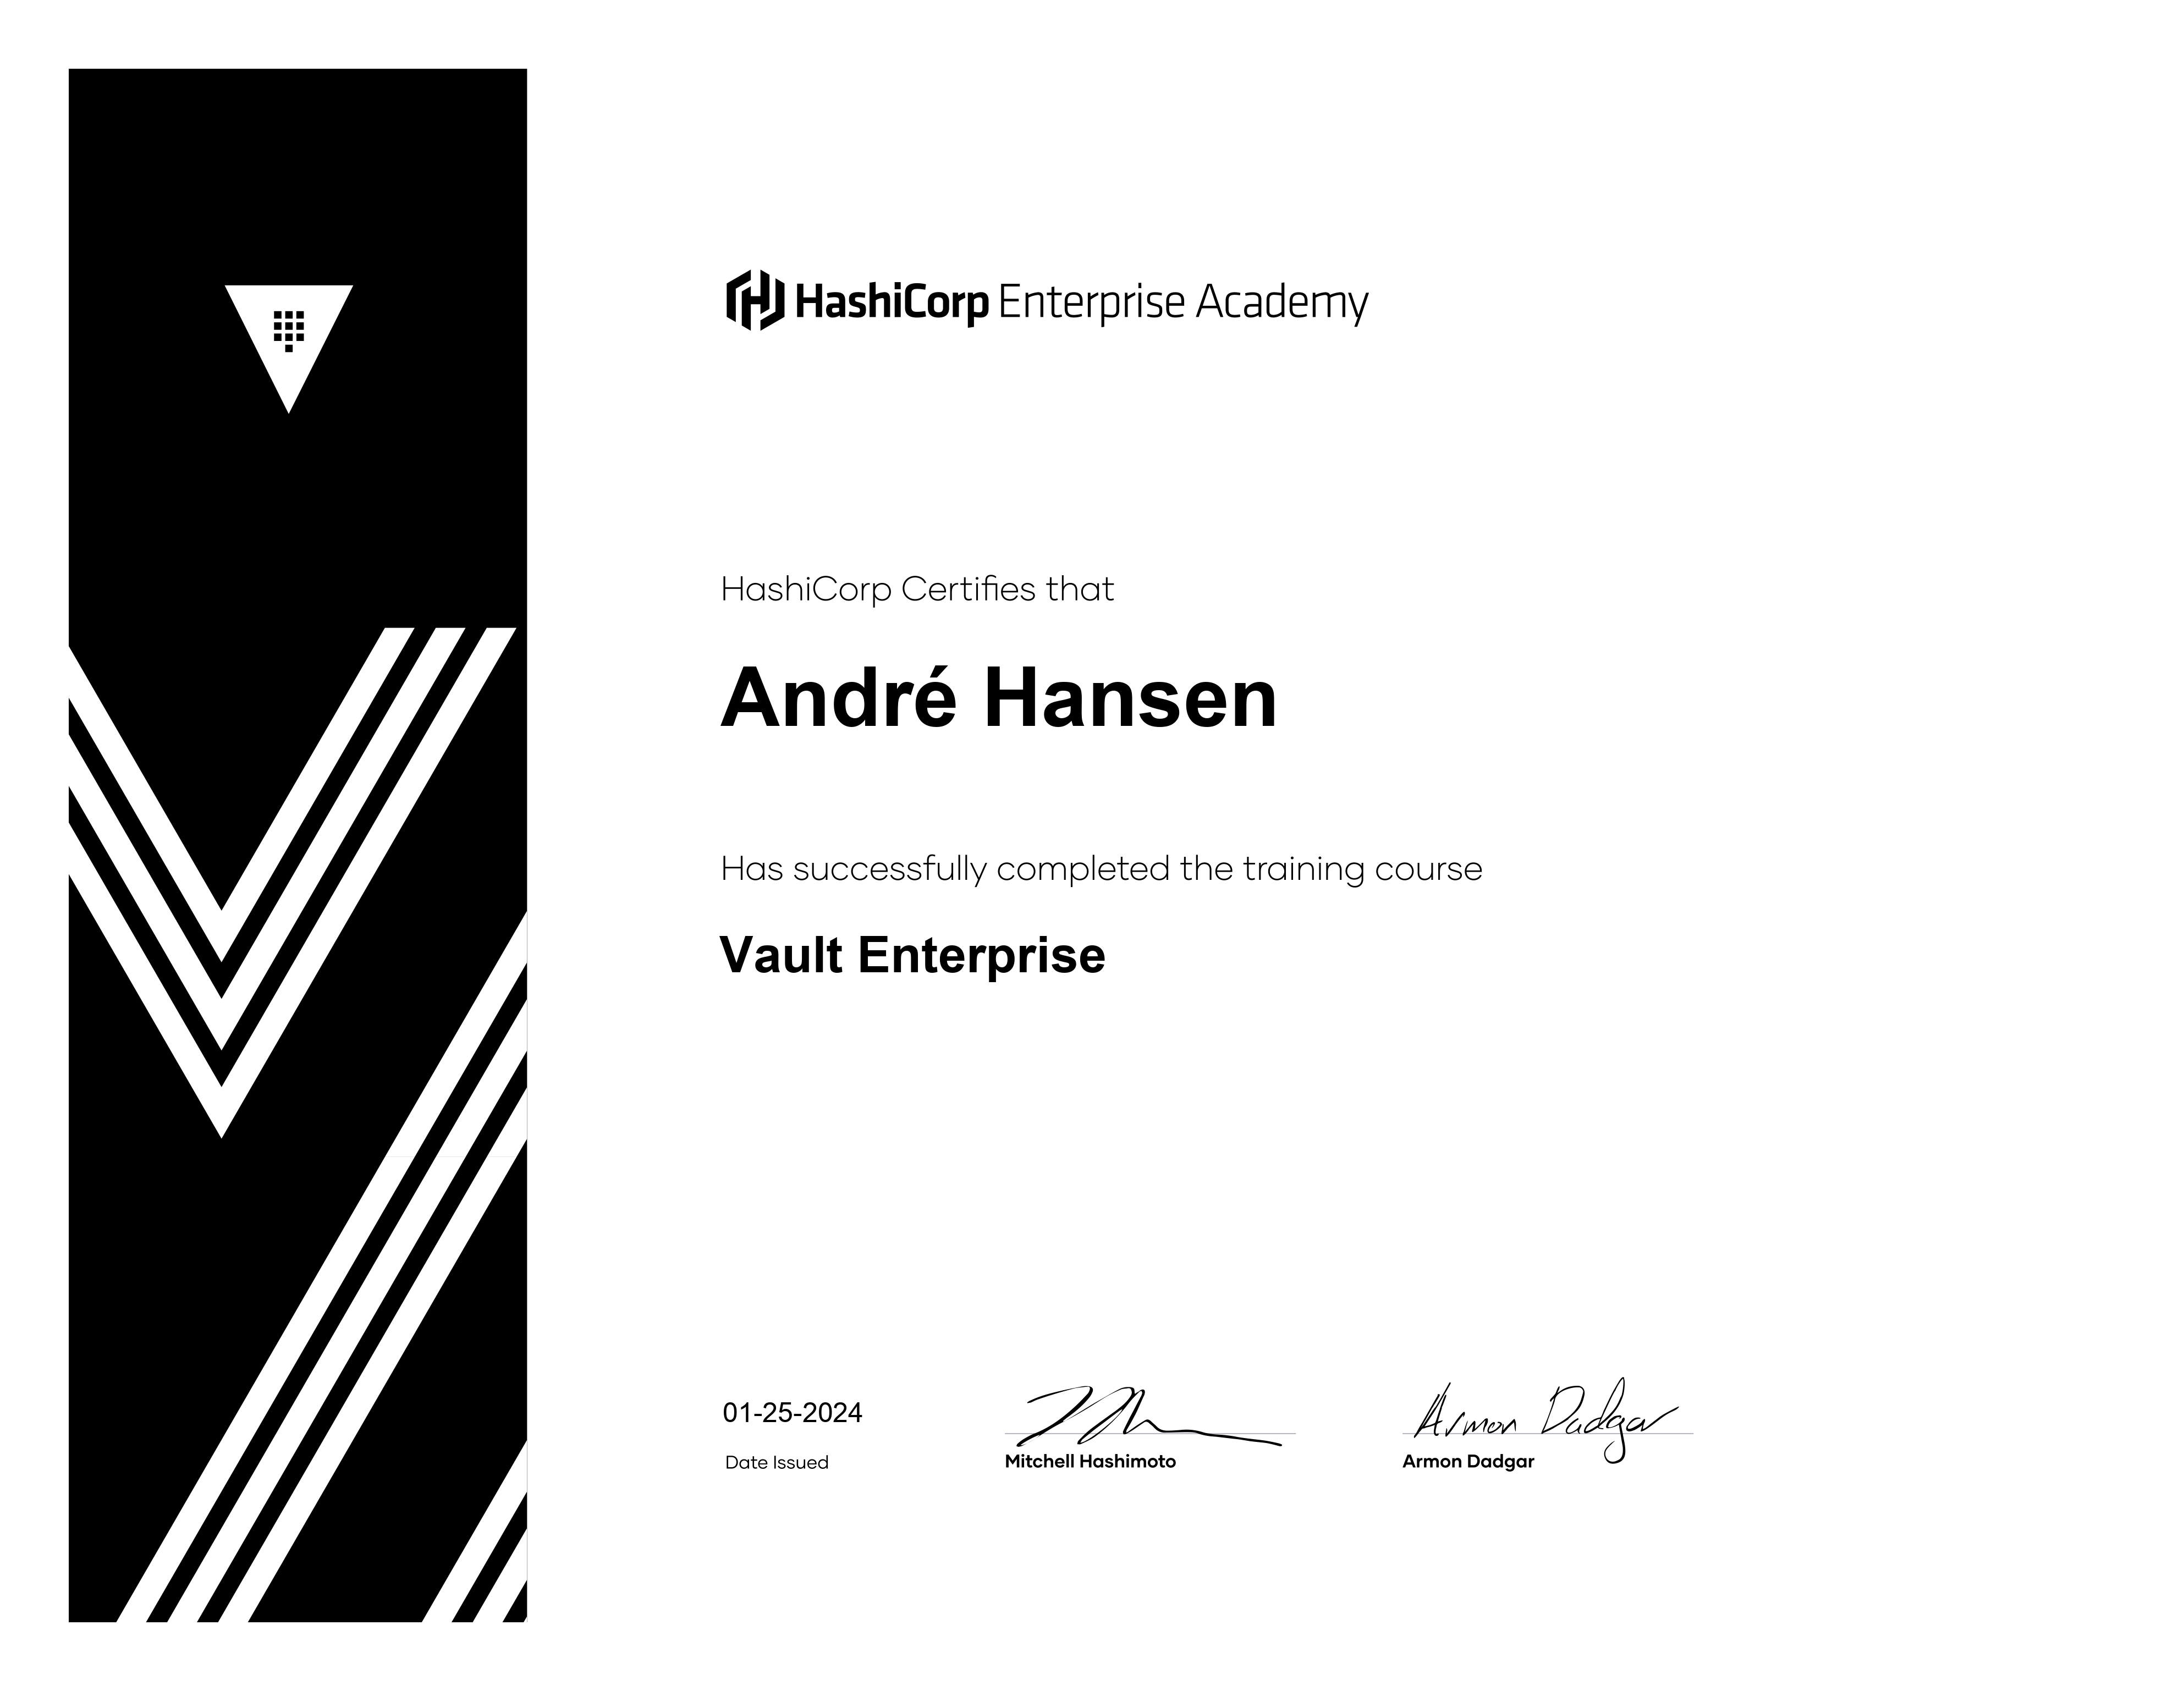 HashiCorp Enterprise Academy
HashiCorp Certifies that
André Hansen
Has successfully completed the training course
Vault Enterprise
01-25-2024
Date Issued
Mitchell Hashimoto
Armon Dadgar
Armon Dadgar